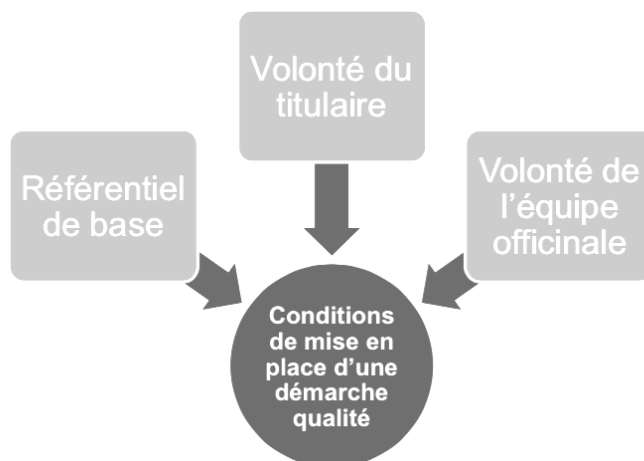 Volonté du
titulaire
Référentiel
de base
Volonté de
l’équipe
officinale
Conditions
de mise en
place d’une
démarche
qualité